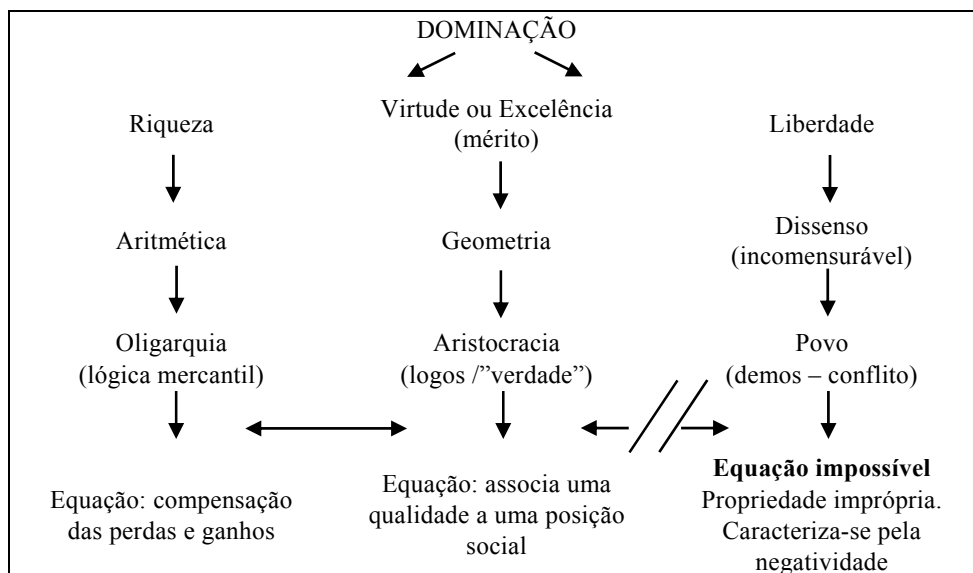 DOMINAÇÃO
Riqueza
Aritmética
Oligarquia
(lógica mercantil)
Equação: compensação
das perdas e ganhos
Virtude ou Excelência
(mérito)
Geometria
Aristocracia
(logos /”verdade”)
Equação: associa uma
qualidade a uma posição
social
Liberdade
Dissenso
(incomensurável)
Povo
(demos – conflito)
Equação impossível
Propriedade imprópria.
Caracteriza-se pela
negatividade